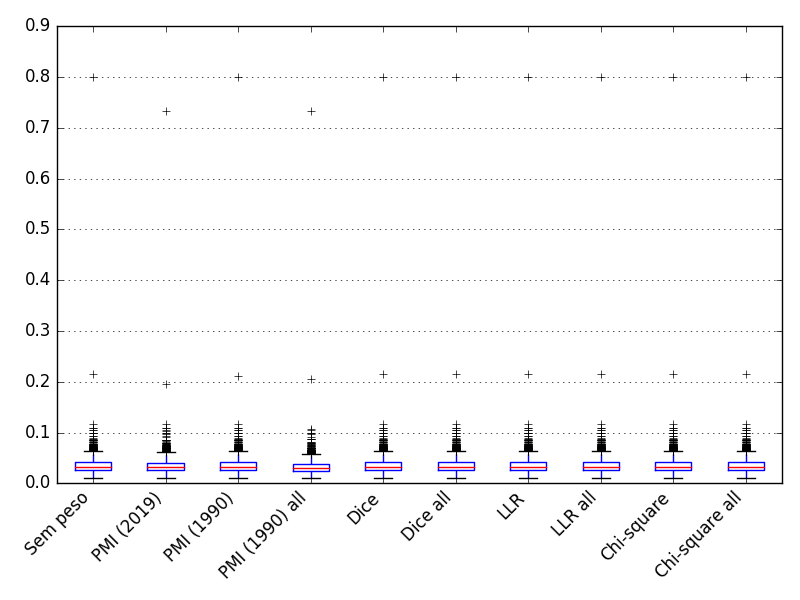 0.9
0.8
0.7
0.6
0.5
0.4
0.3
0.2
0.1
0.0
Sem peso
PMI (2019)
PMI (1990)
PMI (1990) all
Dice
Dice all
LLR
LLR all
Chi-square
Chi-square all